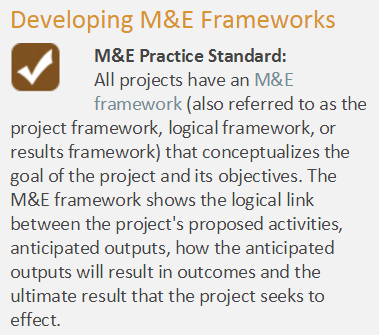 Developing M&E Frameworks
M&E Practice Standard:
All projects have an M&E
framework (also referred to as the
project framework, logical framework, or
results framework) that conceptualizes the
goal of the project and its objectives. The
M&E framework shows the logical link
between the project's proposed activities,
anticipated outputs, how the anticipated
outputs will result in outcomes and the
ultimate result that the project seeks to
effect.